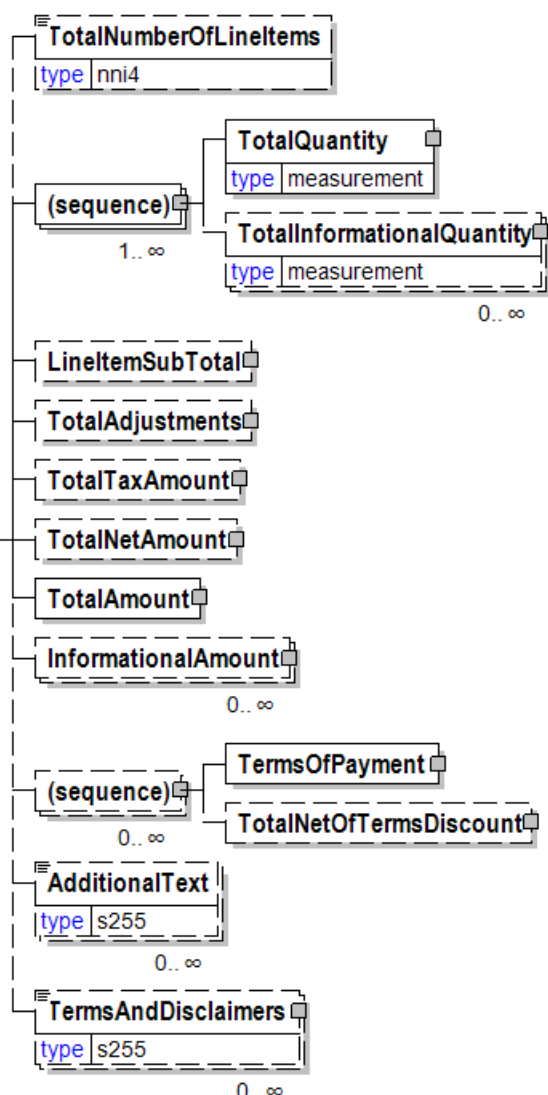 TotalNumberOfLineItems
type nni4
TotalQuantity
type measurement
(sequence)
1.. ∞
TotalInformationalQuantity
type measurement
0.. ∞
LineItemSubTotal
TotalAdjustments
TotalTaxAmount
TotalNetAmount
TotalAmount
InformationalAmount
0.. ∞
TermsOfPayment
(sequence)
0.. ∞
TotalNetOfTermsDiscount
AdditionalText
type s255
0.. ∞
TermsAndDisclaimers
type s255
0.. ∞